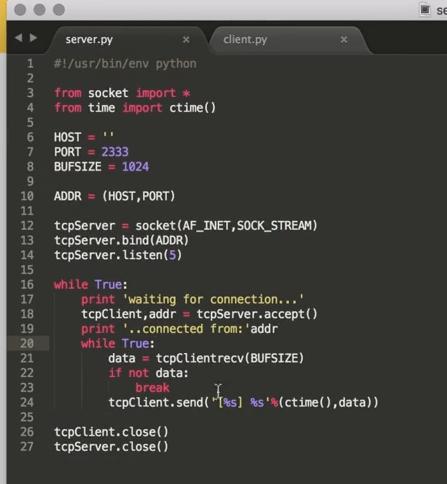 se
server.py × client.py ×
1 #!/usr/bin/env python
2
3 from socket import *
4 from time import ctime()
5
6 HOST = ''
7 PORT = 2333
8 BUFSIZE = 1024
9
10 ADDR = (HOST,PORT)
11
12 tcpServer = socket(AF_INET,SOCK_STREAM)
13 tcpServer.bind(ADDR)
14 tcpServer.listen(5)
15
16 while True:
17 print 'waiting for connection...'
18 tcpClient,addr = tcpServer.accept()
19 print '..connected from:'addr
20 while True:
21 data = tcpClientrecv(BUFSIZE)
22 if not data:
23 break
24 tcpClient.send('[%s] %s'%(ctime(),data))
25
26 tcpClient.close()
27 tcpServer.close()